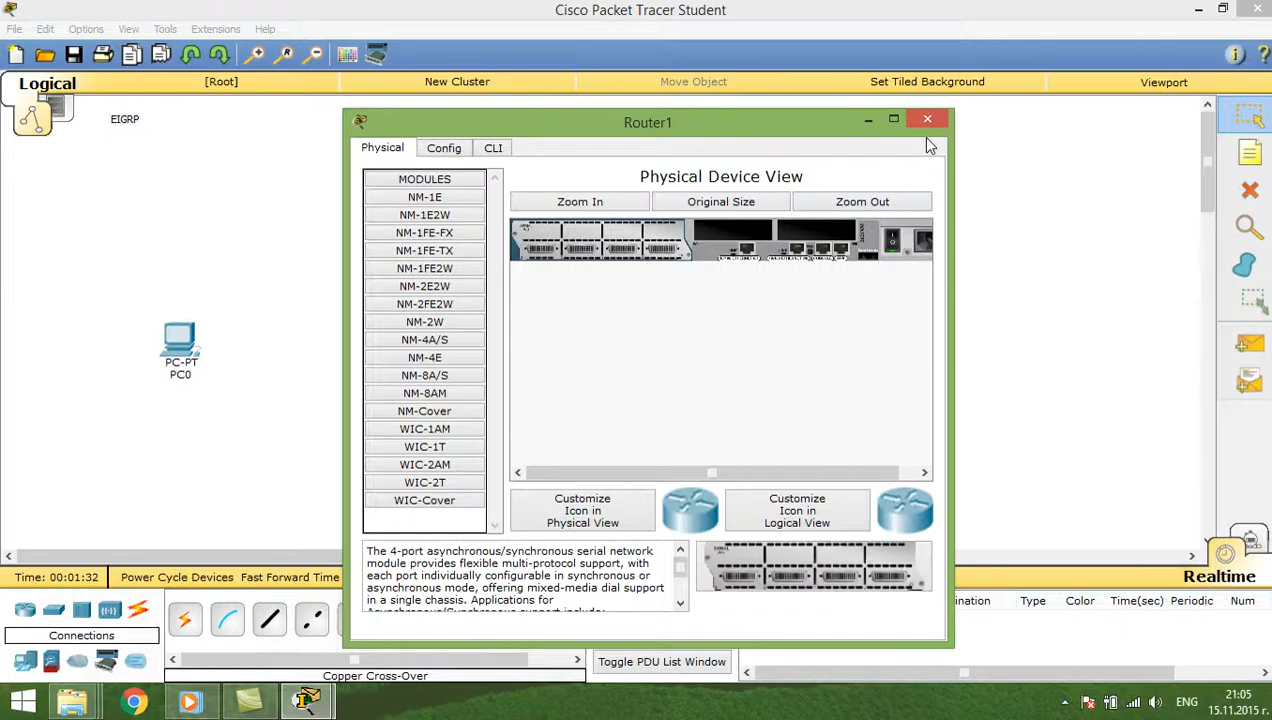 Cisco Packet Tracer Student
File Edit Options View Tools Extensions Help
Logical [Root] New Cluster Move Object Set Tiled Background Viewport
EIGRP
Router1
Physical Config CLI
MODULES
NM-1E
NM-1E2W
NM-1FE-FX
NM-1FE-TX
NM-1FE2W
NM-2E2W
NM-2FE2W
NM-2W
NM-4A/S
NM-4E
NM-8A/S
NM-8AM
NM-Cover
WIC-1AM
WIC-1T
WIC-2AM
WIC-2T
WIC-Cover
Physical Device View
Zoom In Original Size Zoom Out
Customize
Icon in
Physical View
Customize
Icon in
Logical View
The 4-port asynchronous/synchronous serial network
module provides flexible multi-protocol support, with
each port individually configurable in synchronous or
asynchronous mode, offering mixed-media dial support
in a single chassis. Applications for
Asynchronous/Synchronous support include:
PC-PT
PC0
Time: 00:01:32 Power Cycle Devices Fast Forward Time
Realtime
Connections
Copper Cross-Over
Toggle PDU List Window
ination Type Color Time(sec) Periodic Num
ENG
21:05
15.11.2015 г.